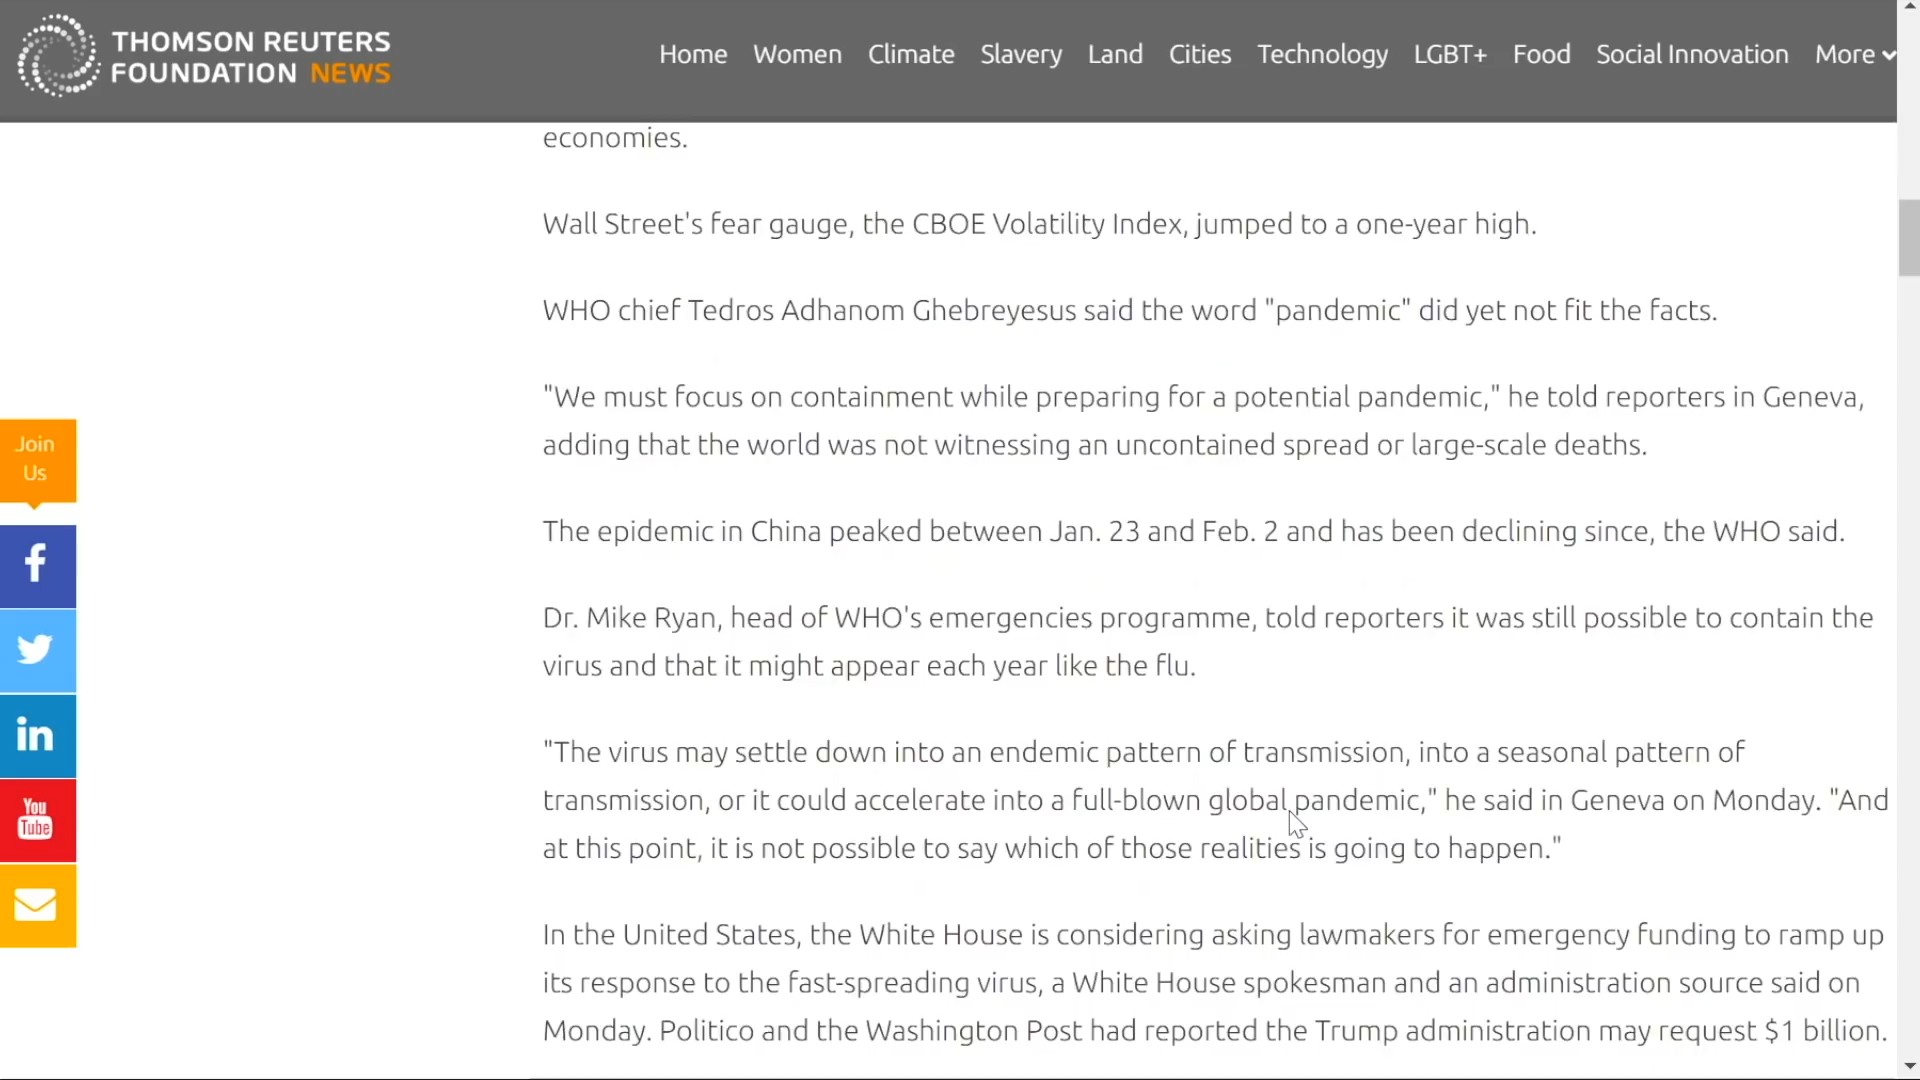 THOMSON REUTERS
FOUNDATION NEWS
Home Women Climate Slavery Land Cities Technology LGBT+ Food Social Innovation More
economies.
Wall Street's fear gauge, the CBOE Volatility Index, jumped to a one-year high.
WHO chief Tedros Adhanom Ghebreyesus said the word "pandemic" did yet not fit the facts.
"We must focus on containment while preparing for a potential pandemic," he told reporters in Geneva,
adding that the world was not witnessing an uncontained spread or large-scale deaths.
The epidemic in China peaked between Jan. 23 and Feb. 2 and has been declining since, the WHO said.
Dr. Mike Ryan, head of WHO's emergencies programme, told reporters it was still possible to contain the
virus and that it might appear each year like the flu.
"The virus may settle down into an endemic pattern of transmission, into a seasonal pattern of
transmission, or it could accelerate into a full-blown global pandemic," he said in Geneva on Monday. "And
at this point, it is not possible to say which of those realities is going to happen."
In the United States, the White House is considering asking lawmakers for emergency funding to ramp up
its response to the fast-spreading virus, a White House spokesman and an administration source said on
Monday. Politico and the Washington Post had reported the Trump administration may request $1 billion.
Join
Us
f
in
You
Tube